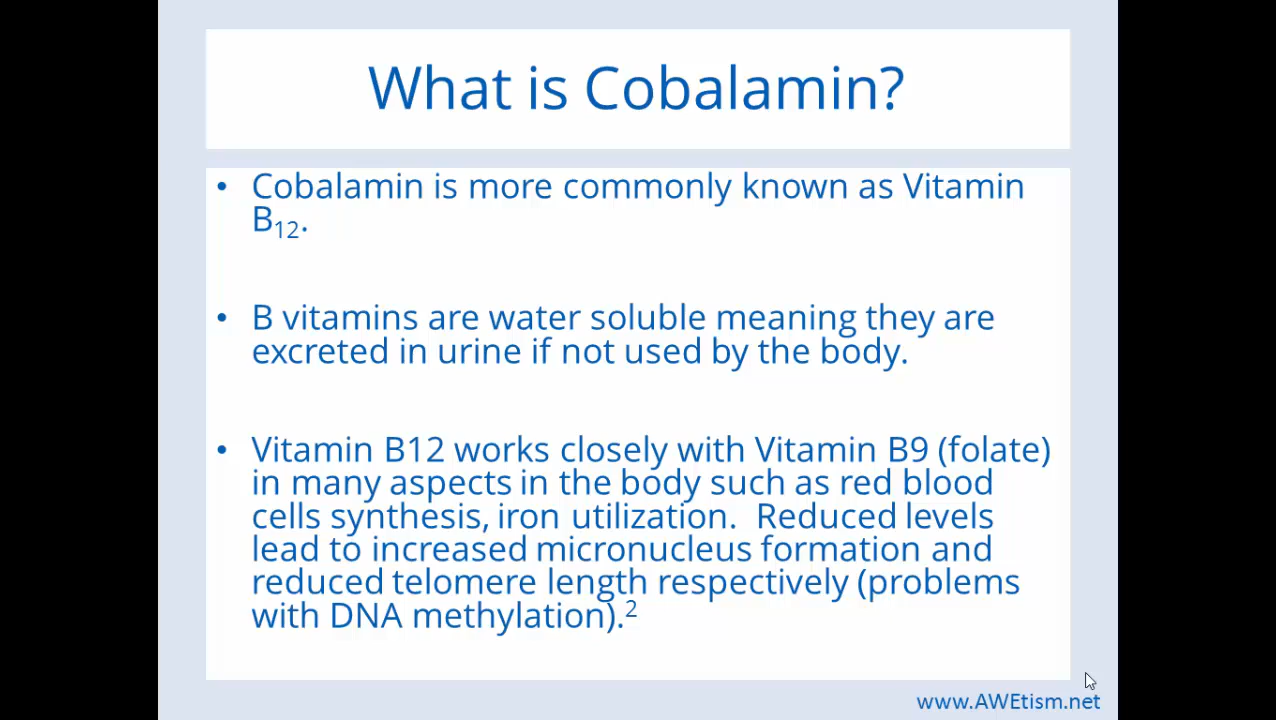 What is Cobalamin?
• Cobalamin is more commonly known as Vitamin
B₁₂.
• B vitamins are water soluble meaning they are
excreted in urine if not used by the body.
• Vitamin B12 works closely with Vitamin B9 (folate)
in many aspects in the body such as red blood
cells synthesis, iron utilization.  Reduced levels
lead to increased micronucleus formation and
reduced telomere length respectively (problems
with DNA methylation).²
www.AWEtism.net